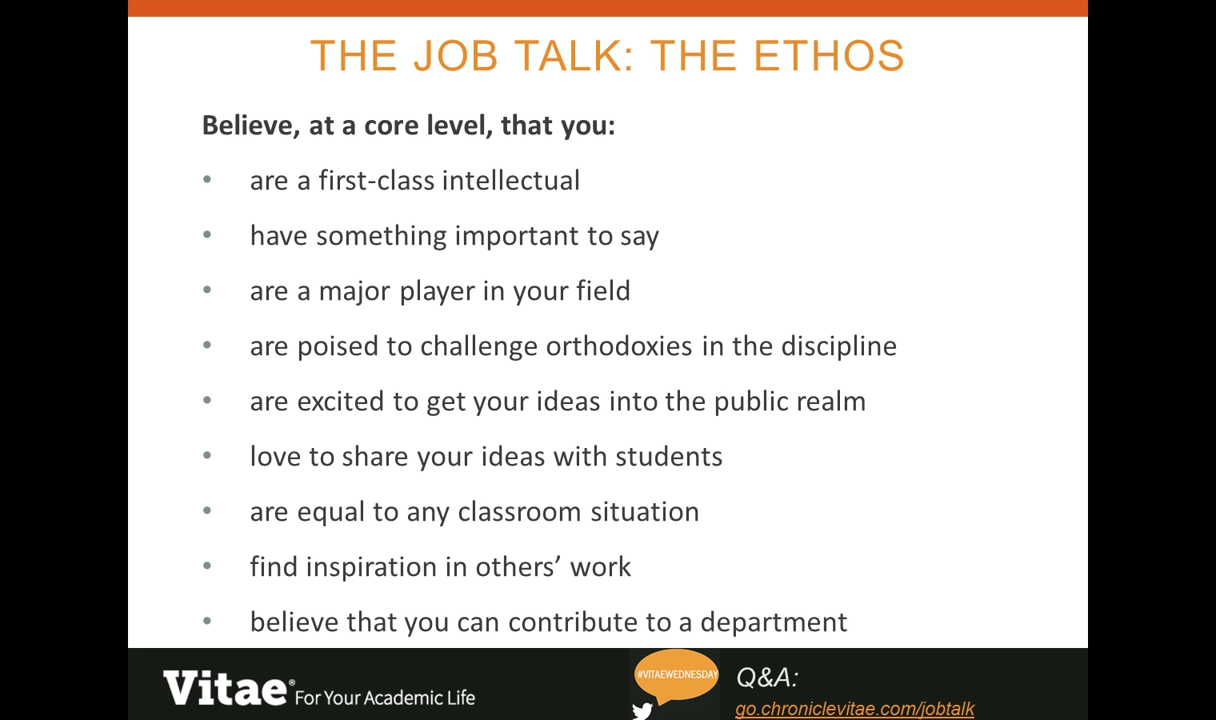 THE JOB TALK: THE ETHOS
Believe, at a core level, that you:
• are a first-class intellectual
• have something important to say
• are a major player in your field
• are poised to challenge orthodoxies in the discipline
• are excited to get your ideas into the public realm
• love to share your ideas with students
• are equal to any classroom situation
• find inspiration in others’ work
• believe that you can contribute to a department
Vitae® For Your Academic Life
#VITAEWEDNESDAY
Q&A:
go.chroniclevitae.com/jobtalk